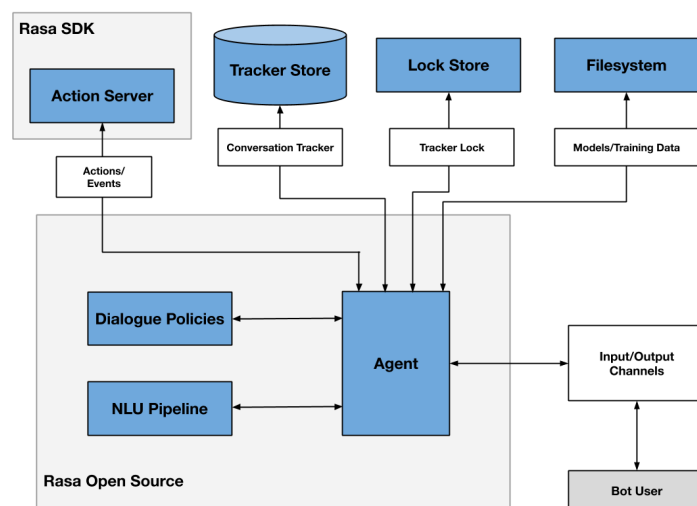 Rasa SDK
Action Server
Tracker Store
Lock Store
Filesystem
Actions/
Events
Conversation Tracker
Tracker Lock
Models/Training Data
Dialogue Policies
Agent
NLU Pipeline
Input/Output
Channels
Rasa Open Source
Bot User